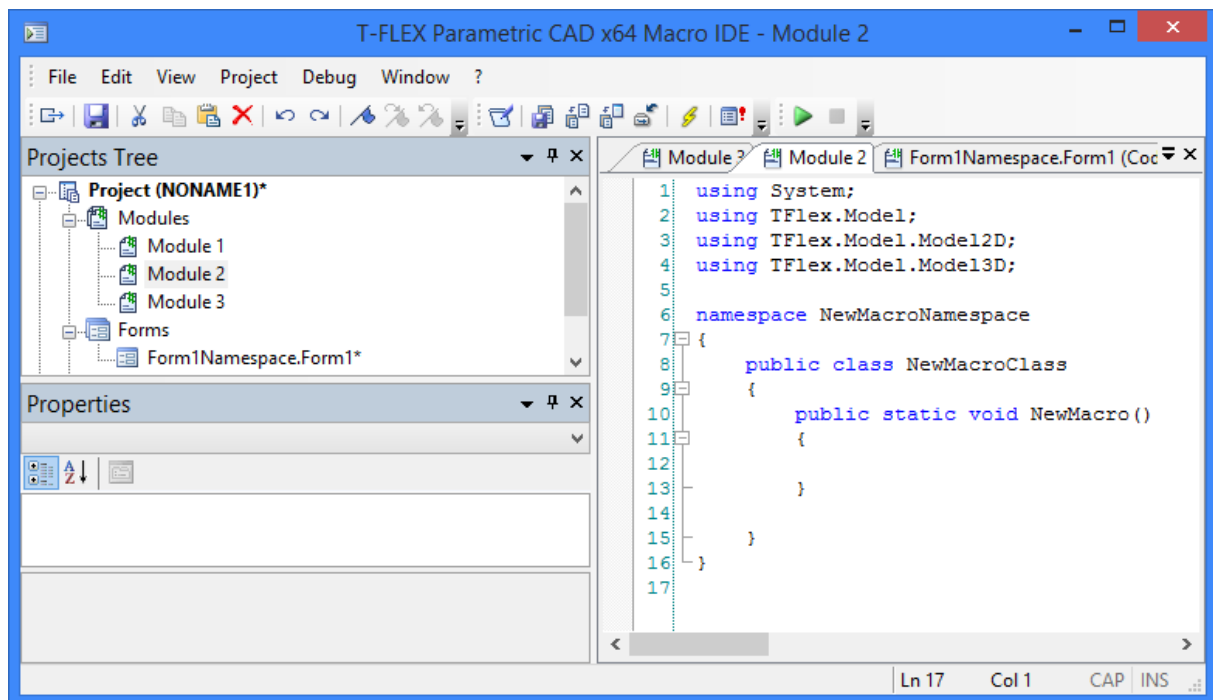 T-FLEX Parametric CAD x64 Macro IDE - Module 2
File Edit View Project Debug Window ?
Projects Tree
Project (NONAME1)*
Modules
Module 1
Module 2
Module 3
Forms
Form1Namespace.Form1*
Properties
Module 3 Module 2 Form1Namespace.Form1 (Coc
1 using System;
2 using TFlex.Model;
3 using TFlex.Model.Model2D;
4 using TFlex.Model.Model3D;
5
6 namespace NewMacroNamespace
7 {
8 public class NewMacroClass
9 {
10 public static void NewMacro()
11 {
12
13 }
14
15 }
16 }
17
Ln 17 Col 1 CAP INS